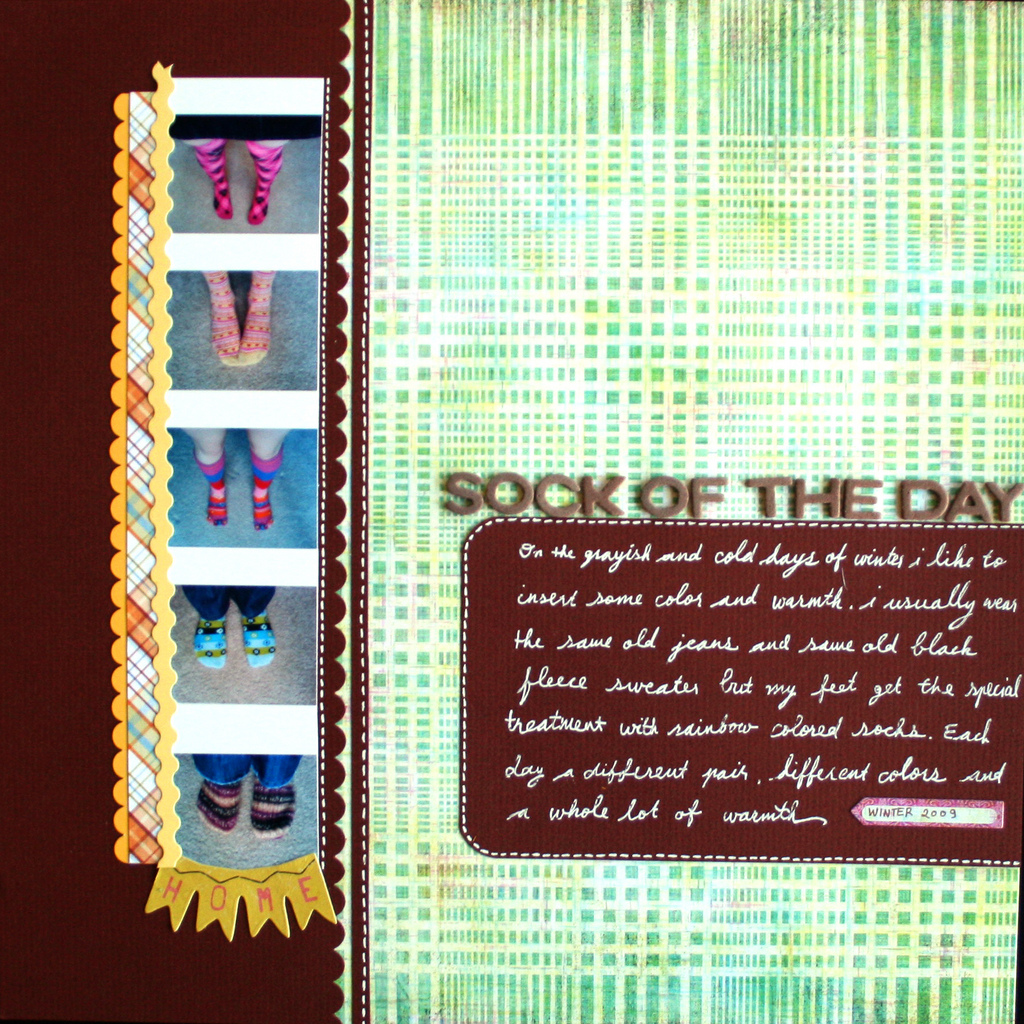 SOCK OF THE DAY
On the grayish and cold days of winter i like to
insert some color and warmth. i usually wear
the same old jeans and same old black
fleece sweater but my feet get the special
treatment with rainbow colored socks. Each
day a different pair, different colors and
a whole lot of warmth
WINTER 2009
HOME